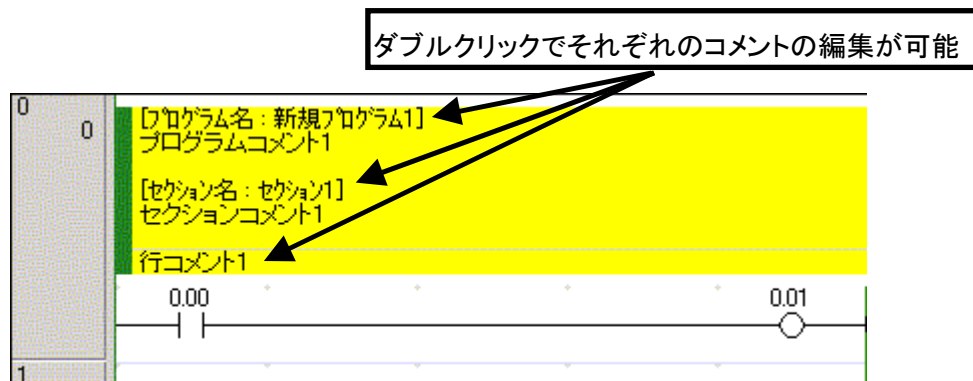 ダブルクリックでそれぞれのコメントの編集が可能
0
0
[ﾌﾟﾛｸﾞﾗﾑ名 : 新規ﾌﾟﾛｸﾞﾗﾑ1]
プログラムコメント1
[ｾｸｼｮﾝ名 : ｾｸｼｮﾝ1]
セクションコメント1
行コメント1
0.00 0.01
1